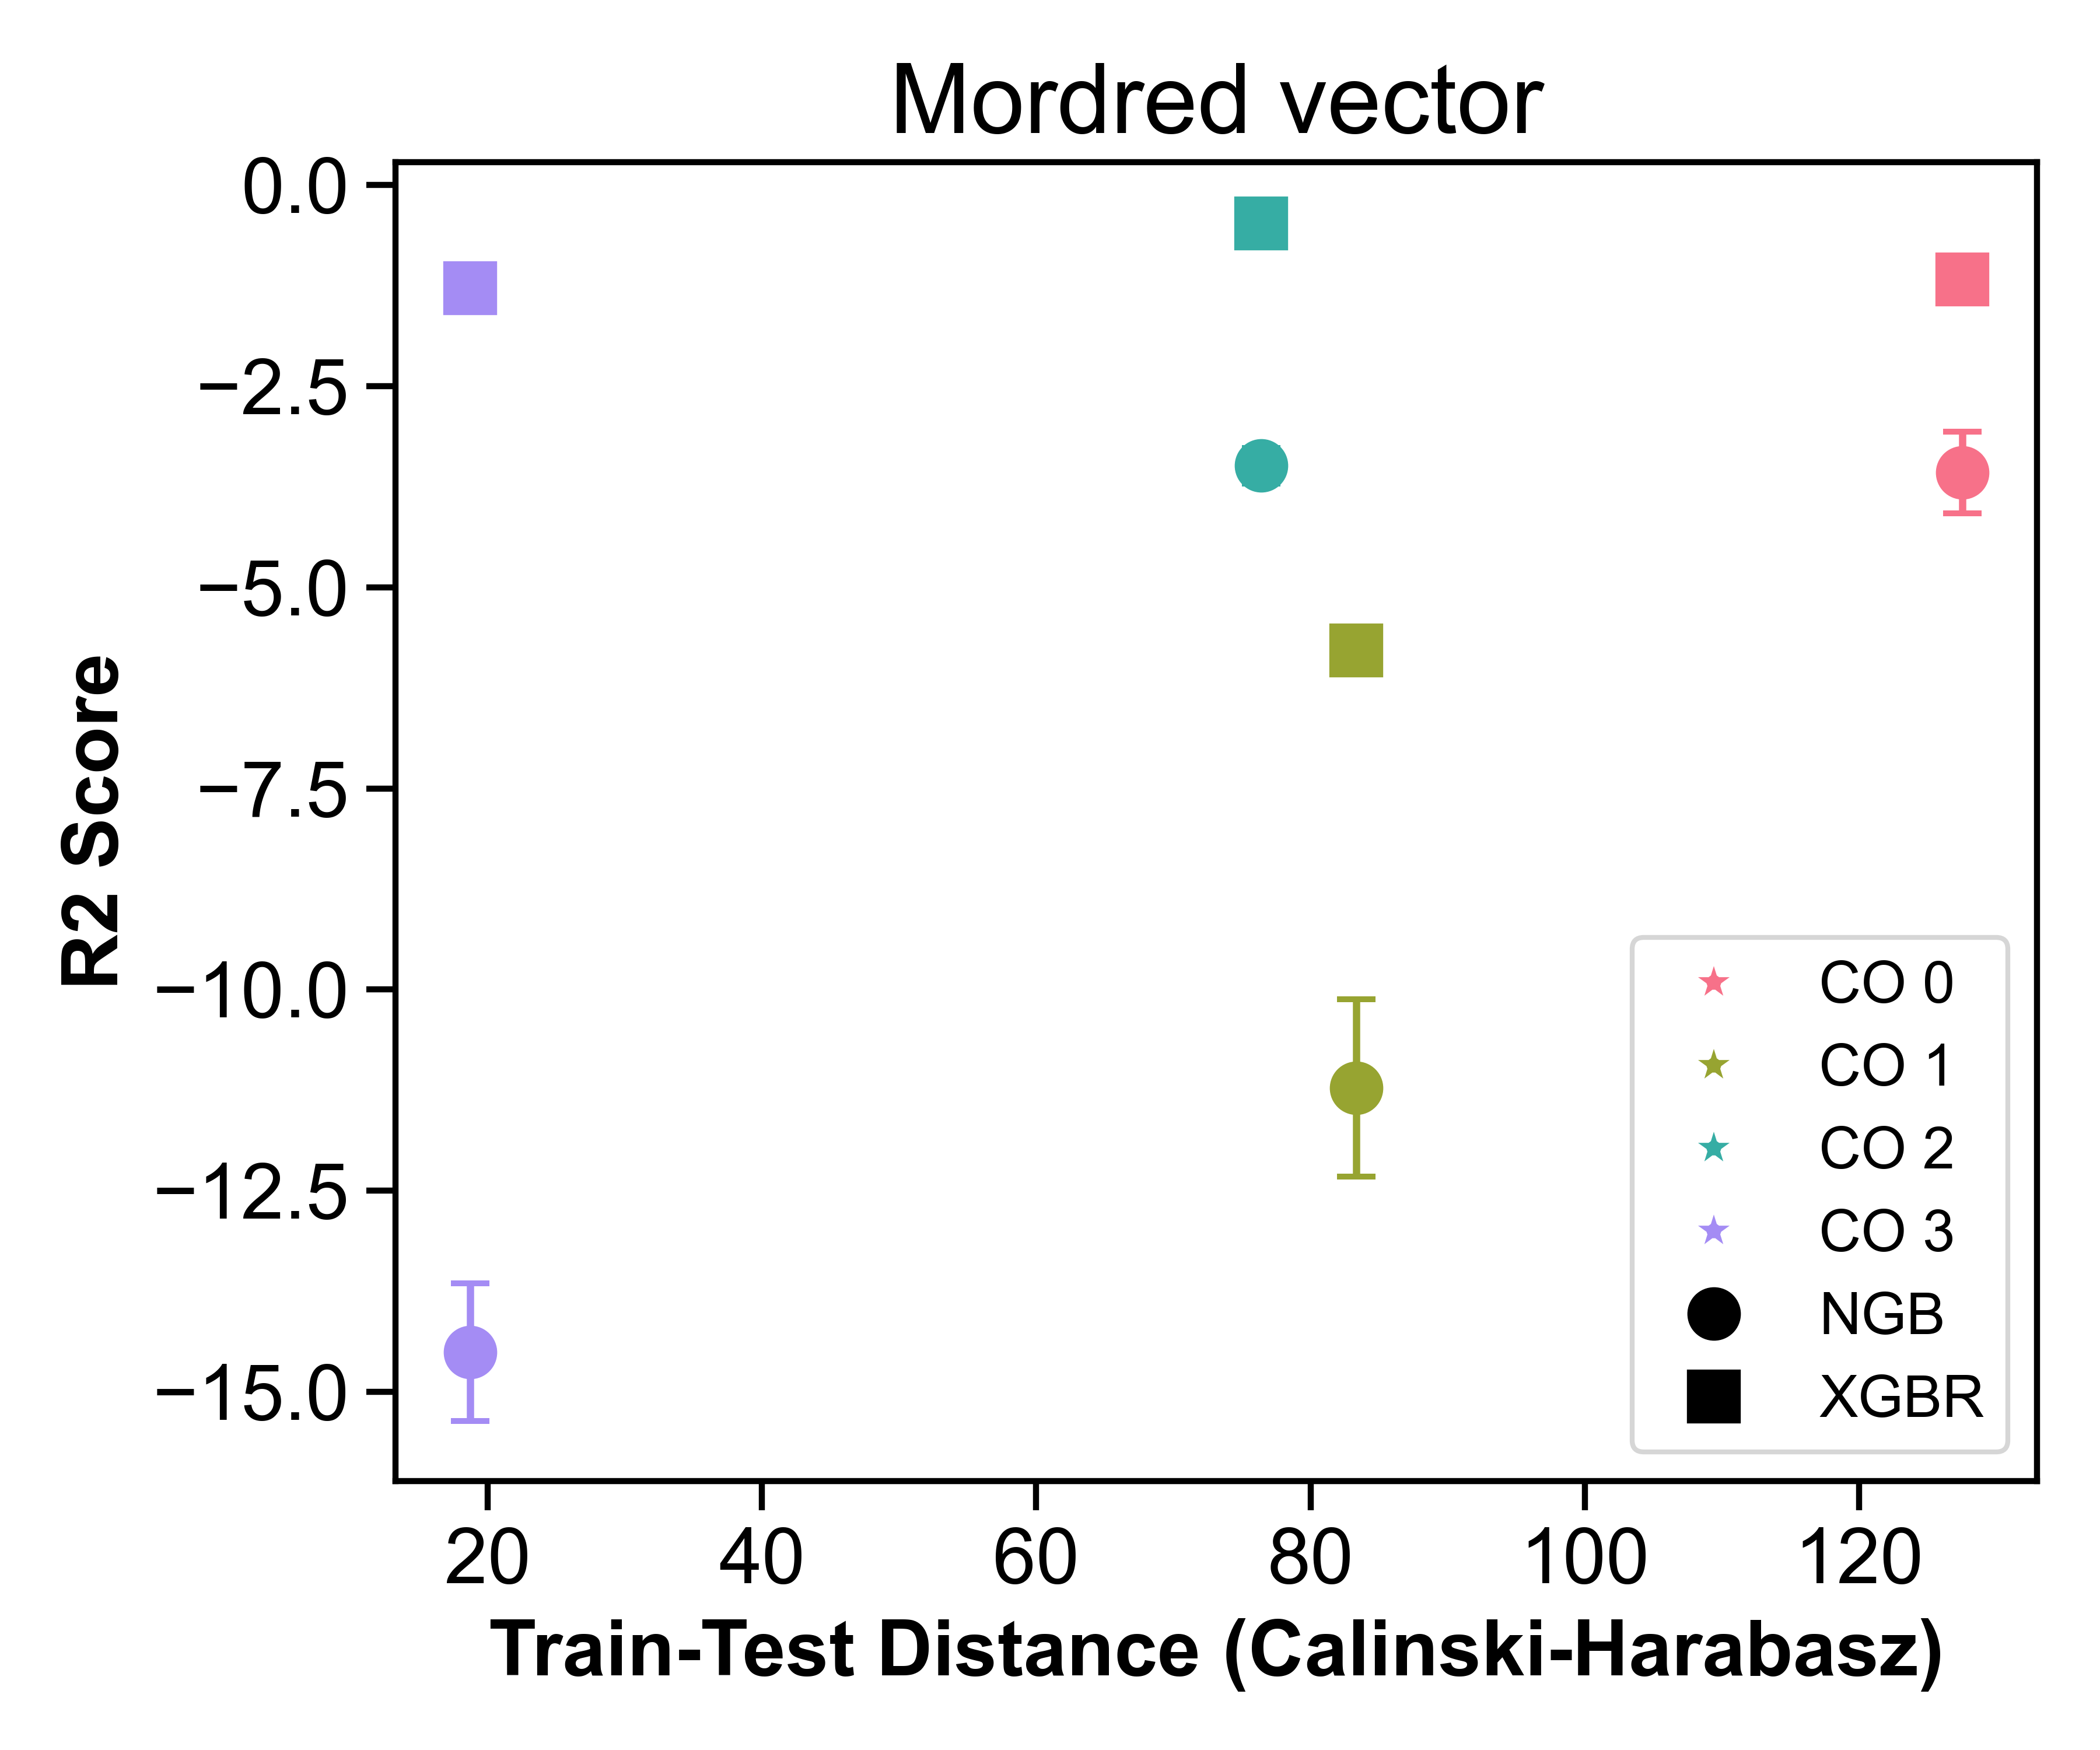 Mordred vector
0.0
−2.5
−5.0
−7.5
−10.0
−12.5
−15.0
R2 Score
CO 0
CO 1
CO 2
CO 3
NGB
XGBR
20 40 60 80 100 120
Train-Test Distance (Calinski-Harabasz)